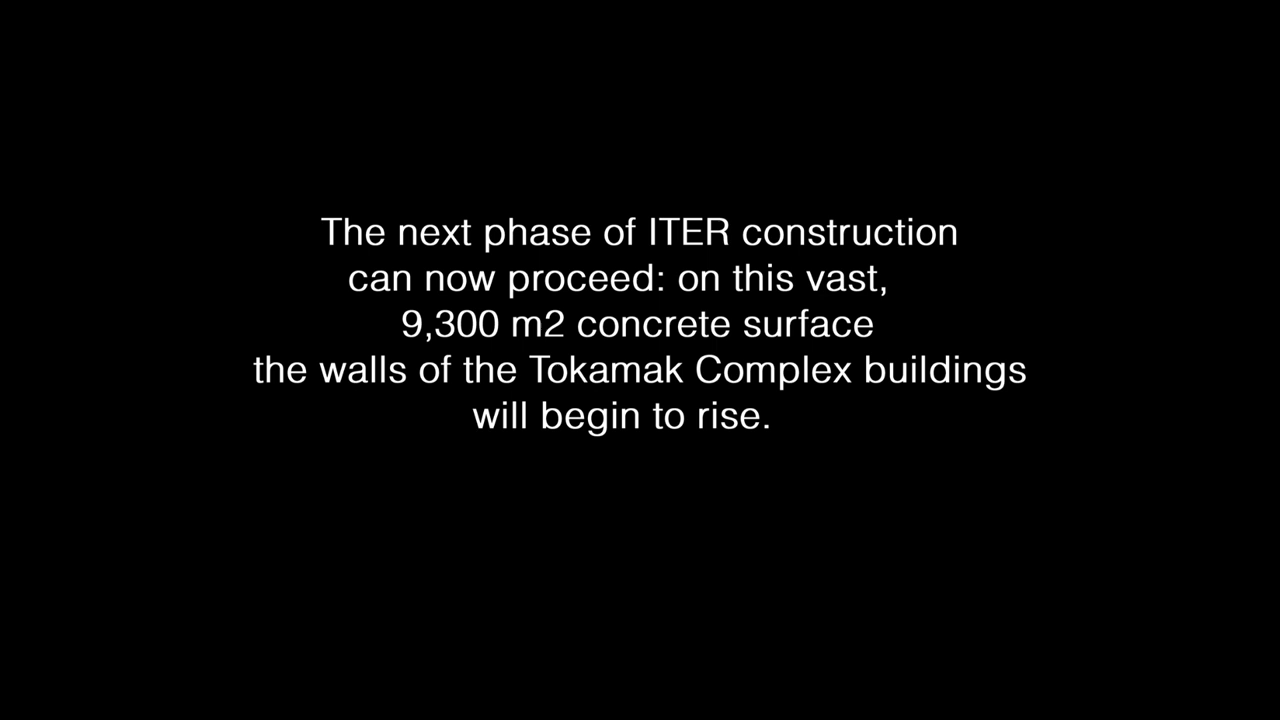 The next phase of ITER construction
can now proceed: on this vast,
9,300 m2 concrete surface
the walls of the Tokamak Complex buildings
will begin to rise.